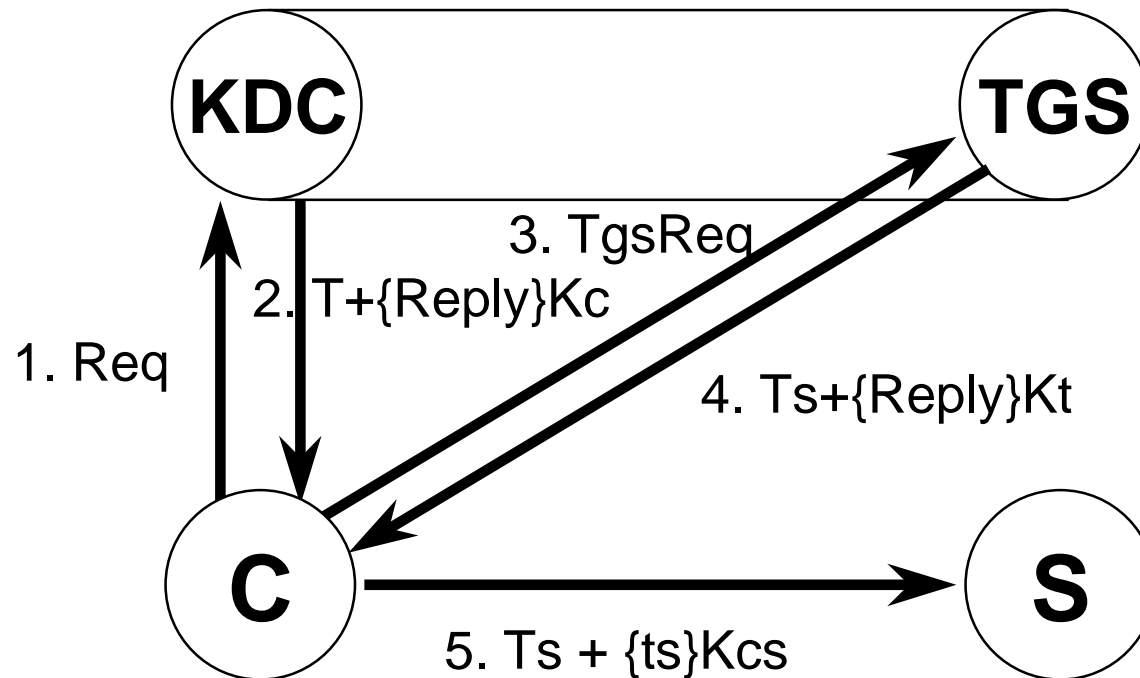 KDC
TGS
3. TgsReq
2. T+{Reply}Kc
1. Req
4. Ts+{Reply}Kt
C
S
5. Ts + {ts}Kcs